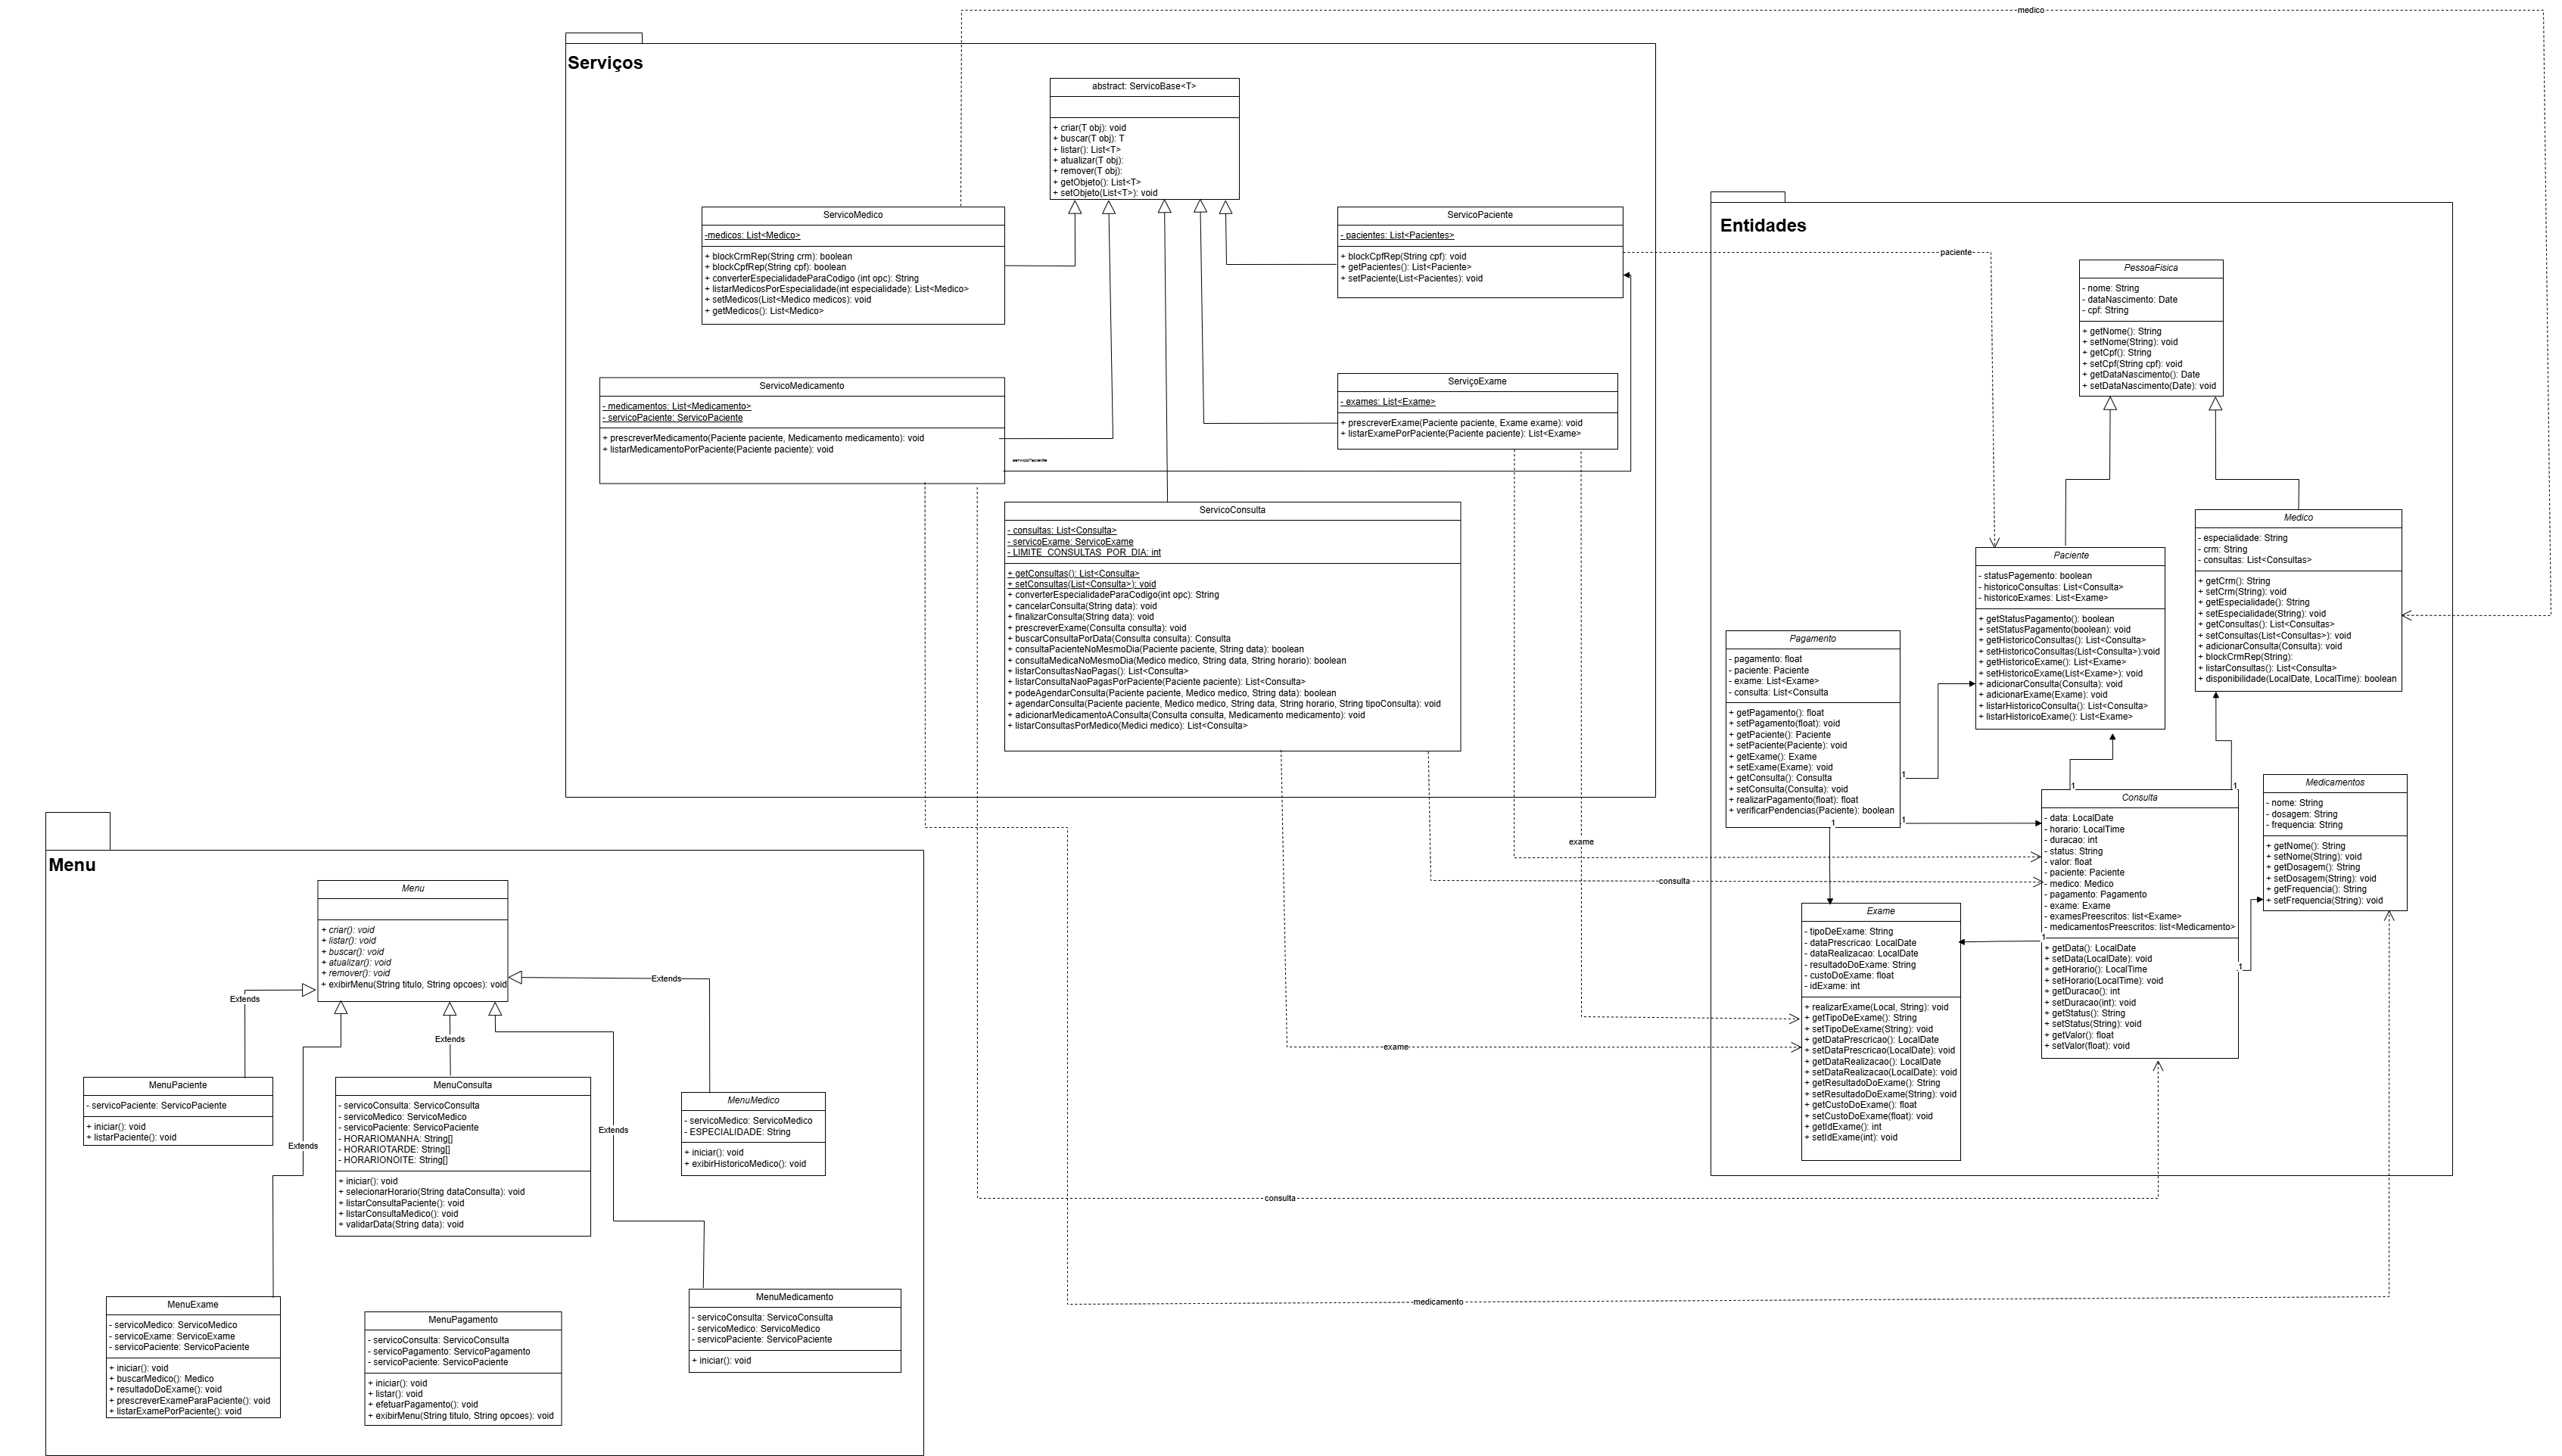 medico
Serviços
abstract: ServicoBase<T>
+ criar(T obj): void
+ buscar(T obj): T
+ listar(): List<T>
+ atualizar(T obj):
+ remover(T obj):
+ getObjeto(): List<T>
+ setObjeto(List<T>): void
ServicoMedico
-medicos: List<Medico>
+ blockCrmRep(String crm): boolean
+ blockCpfRep(String cpf): boolean
+ converterEspecialidadeParaCodigo (int opc): String
+ listarMedicosPorEspecialidade(int especialidade): List<Medico>
+ setMedicos(List<Medico medicos): void
+ getMedicos(): List<Medico>
ServicoPaciente
- pacientes: List<Pacientes>
+ blockCpfRep(String cpf): void
+ getPacientes(): List<Paciente>
+ setPaciente(List<Pacientes): void
paciente
ServicoMedicamento
- medicamentos: List<Medicamento>
- servicoPaciente: ServicoPaciente
+ prescreverMedicamento(Paciente paciente, Medicamento medicamento): void
+ listarMedicamentoPorPaciente(Paciente paciente): void
servicoPaciente
ServiçoExame
- exames: List<Exame>
+ prescreverExame(Paciente paciente, Exame exame): void
+ listarExamePorPaciente(Paciente paciente): List<Exame>
ServicoConsulta
- consultas: List<Consulta>
- servicoExame: ServicoExame
- LIMITE_CONSULTAS_POR_DIA: int
+ getConsultas(): List<Consulta>
+ setConsultas(List<Consulta>): void
+ converterEspecialidadeParaCodigo(int opc): String
+ cancelarConsulta(String data): void
+ finalizarConsulta(String data): void
+ prescreverExame(Consulta consulta): void
+ buscarConsultaPorData(Consulta consulta): Consulta
+ consultaPacienteNoMesmoDia(Paciente paciente, String data): boolean
+ consultaMedicaNoMesmoDia(Medico medico, String data, String horario): boolean
+ listarConsultasNaoPagas(): List<Consulta>
+ listarConsultaNaoPagasPorPaciente(Paciente paciente): List<Consulta>
+ podeAgendarConsulta(Paciente paciente, Medico medico, String data): boolean
+ agendarConsulta(Paciente paciente, Medico medico, String data, String horario, String tipoConsulta): void
+ adicionarMedicamentoAConsulta(Consulta consulta, Medicamento medicamento): void
+ listarConsultasPorMedico(Medici medico): List<Consulta>
Entidades
PessoaFisica
- nome: String
- dataNascimento: Date
- cpf: String
+ getNome(): String
+ setNome(String): void
+ getCpf(): String
+ setCpf(String cpf): void
+ getDataNascimento(): Date
+ setDataNascimento(Date): void
Medico
- especialidade: String
- crm: String
- consultas: List<Consultas>
+ getCrm(): String
+ setCrm(String): void
+ getEspecialidade(): String
+ setEspecialidade(String): void
+ getConsultas(): List<Consultas>
+ setConsultas(List<Consultas>): void
+ adicionarConsulta(Consulta): void
+ blockCrmRep(String):
+ listarConsultas(): List<Consulta>
+ disponibilidade(LocalDate, LocalTime): boolean
Paciente
- statusPagemento: boolean
- historicoConsultas: List<Consulta>
- historicoExames: List<Exame>
+ getStatusPagamento(): boolean
+ setStatusPagamento(boolean): void
+ getHistoricoConsultas(): List<Consulta>
+ setHistoricoConsultas(List<Consulta>):void
+ getHistoricoExame(): List<Exame>
+ setHistoricoExame(List<Exame>): void
+ adicionarConsulta(Consulta): void
+ adicionarExame(Exame): void
+ listarHistoricoConsulta(): List<Consulta>
+ listarHistoricoExame(): List<Exame>
Pagamento
- pagamento: float
- paciente: Paciente
- exame: List<Exame>
- consulta: List<Consulta
+ getPagamento(): float
+ setPagamento(float): void
+ getPaciente(): Paciente
+ setPaciente(Paciente): void
+ getExame(): Exame
+ setExame(Exame): void
+ getConsulta(): Consulta
+ setConsulta(Consulta): void
+ realizarPagamento(float): float
+ verificarPendencias(Paciente): boolean
1
1
1
1
1
1
1
Medicamentos
- nome: String
- dosagem: String
- frequencia: String
+ getNome(): String
+ setNome(String): void
+ getDosagem(): String
+ setDosagem(String): void
+ getFrequencia(): String
+ setFrequencia(String): void
Consulta
- data: LocalDate
- horario: LocalTime
- duracao: int
- status: String
- valor: float
- paciente: Paciente
- medico: Medico
- pagamento: Pagamento
- exame: Exame
- examesPreescritos: list<Exame>
- medicamentosPreescritos: list<Medicamento>
+ getData(): LocalDate
+ setData(LocalDate): void
+ getHorario(): LocalTime
+ setHorario(LocalTime): void
+ getDuracao(): int
+ setDuracao(int): void
+ getStatus(): String
+ setStatus(String): void
+ getValor(): float
+ setValor(float): void
Exame
- tipoDeExame: String
- dataPrescricao: LocalDate
- dataRealizacao: LocalDate
- resultadoDoExame: String
- custoDoExame: float
- idExame: int
+ realizarExame(Local, String): void
+ getTipoDeExame(): String
+ setTipoDeExame(String): void
+ getDataPrescricao(): LocalDate
+ setDataPrescricao(LocalDate): void
+ getDataRealizacao(): LocalDate
+ setDataRealizacao(LocalDate): void
+ getResultadoDoExame(): String
+ setResultadoDoExame(String): void
+ getCustoDoExame(): float
+ setCustoDoExame(float): void
+ getIdExame(): int
+ setIdExame(int): void
exame
consulta
exame
consulta
medicamento
Menu
Menu
+ criar(): void
+ listar(): void
+ buscar(): void
+ atualizar(): void
+ remover(): void
+ exibirMenu(String titulo, String opcoes): void
Extends
Extends
Extends
Extends
Extends
MenuPaciente
- servicoPaciente: ServicoPaciente
+ iniciar(): void
+ listarPaciente(): void
MenuConsulta
- servicoConsulta: ServicoConsulta
- servicoMedico: ServicoMedico
- servicoPaciente: ServicoPaciente
- HORARIOMANHA: String[]
- HORARIOTARDE: String[]
- HORARIONOITE: String[]
+ iniciar(): void
+ selecionarHorario(String dataConsulta): void
+ listarConsultaPaciente(): void
+ listarConsultaMedico(): void
+ validarData(String data): void
MenuMedico
- servicoMedico: ServicoMedico
- ESPECIALIDADE: String
+ iniciar(): void
+ exibirHistoricoMedico(): void
MenuExame
- servicoMedico: ServicoMedico
- servicoExame: ServicoExame
- servicoPaciente: ServicoPaciente
+ iniciar(): void
+ buscarMedico(): Medico
+ resultadoDoExame(): void
+ prescreverExameParaPaciente(): void
+ listarExamePorPaciente(): void
MenuPagamento
- servicoConsulta: ServicoConsulta
- servicoPagamento: ServicoPagamento
- servicoPaciente: ServicoPaciente
+ iniciar(): void
+ listar(): void
+ efetuarPagamento(): void
+ exibirMenu(String titulo, String opcoes): void
MenuMedicamento
- servicoConsulta: ServicoConsulta
- servicoMedico: ServicoMedico
- servicoPaciente: ServicoPaciente
+ iniciar(): void